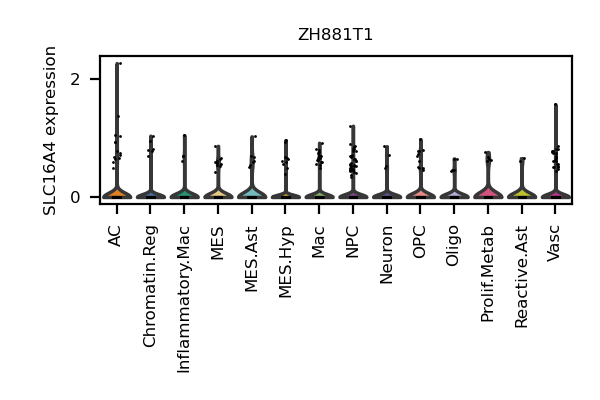 ZH881T1
SLC16A4 expression
2
0
AC
Chromatin.Reg
Inflammatory.Mac
MES
MES.Ast
MES.Hyp
Mac
NPC
Neuron
OPC
Oligo
Prolif.Metab
Reactive.Ast
Vasc